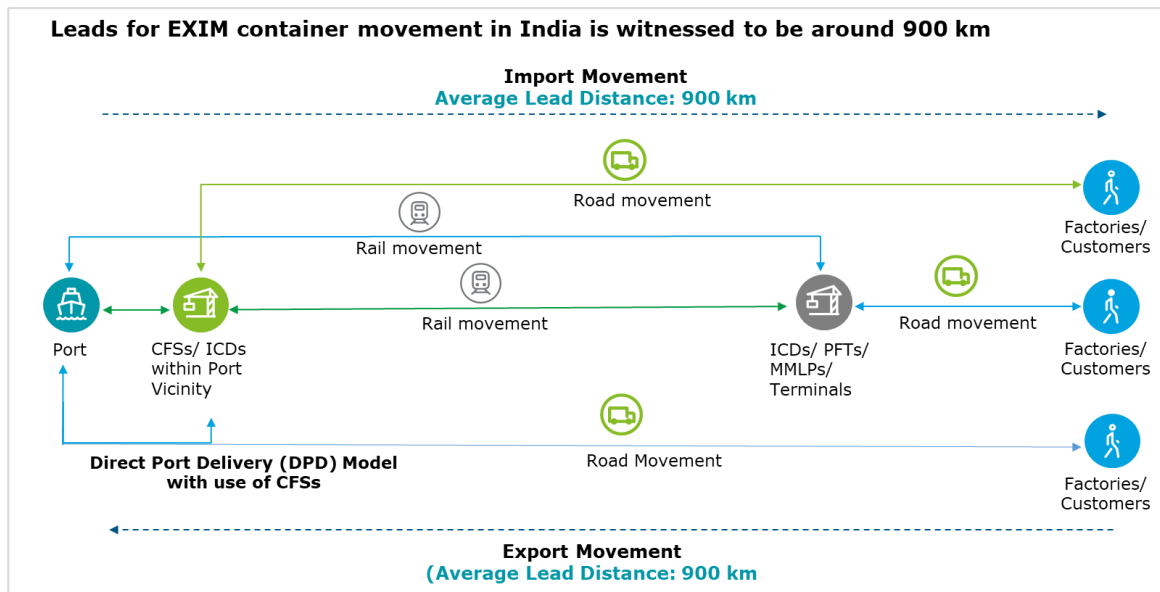 Leads for EXIM container movement in India is witnessed to be around 900 km
Import Movement
Average Lead Distance: 900 km
Road movement
Factories/
Customers
Rail movement
Port
CFSs/ ICDs
within Port
Vicinity
Rail movement
ICDs/ PFTs/
MMLPs/
Terminals
Road movement
Factories/
Customers
Direct Port Delivery (DPD) Model
with use of CFSs
Road Movement
Factories/
Customers
Export Movement
(Average Lead Distance: 900 km